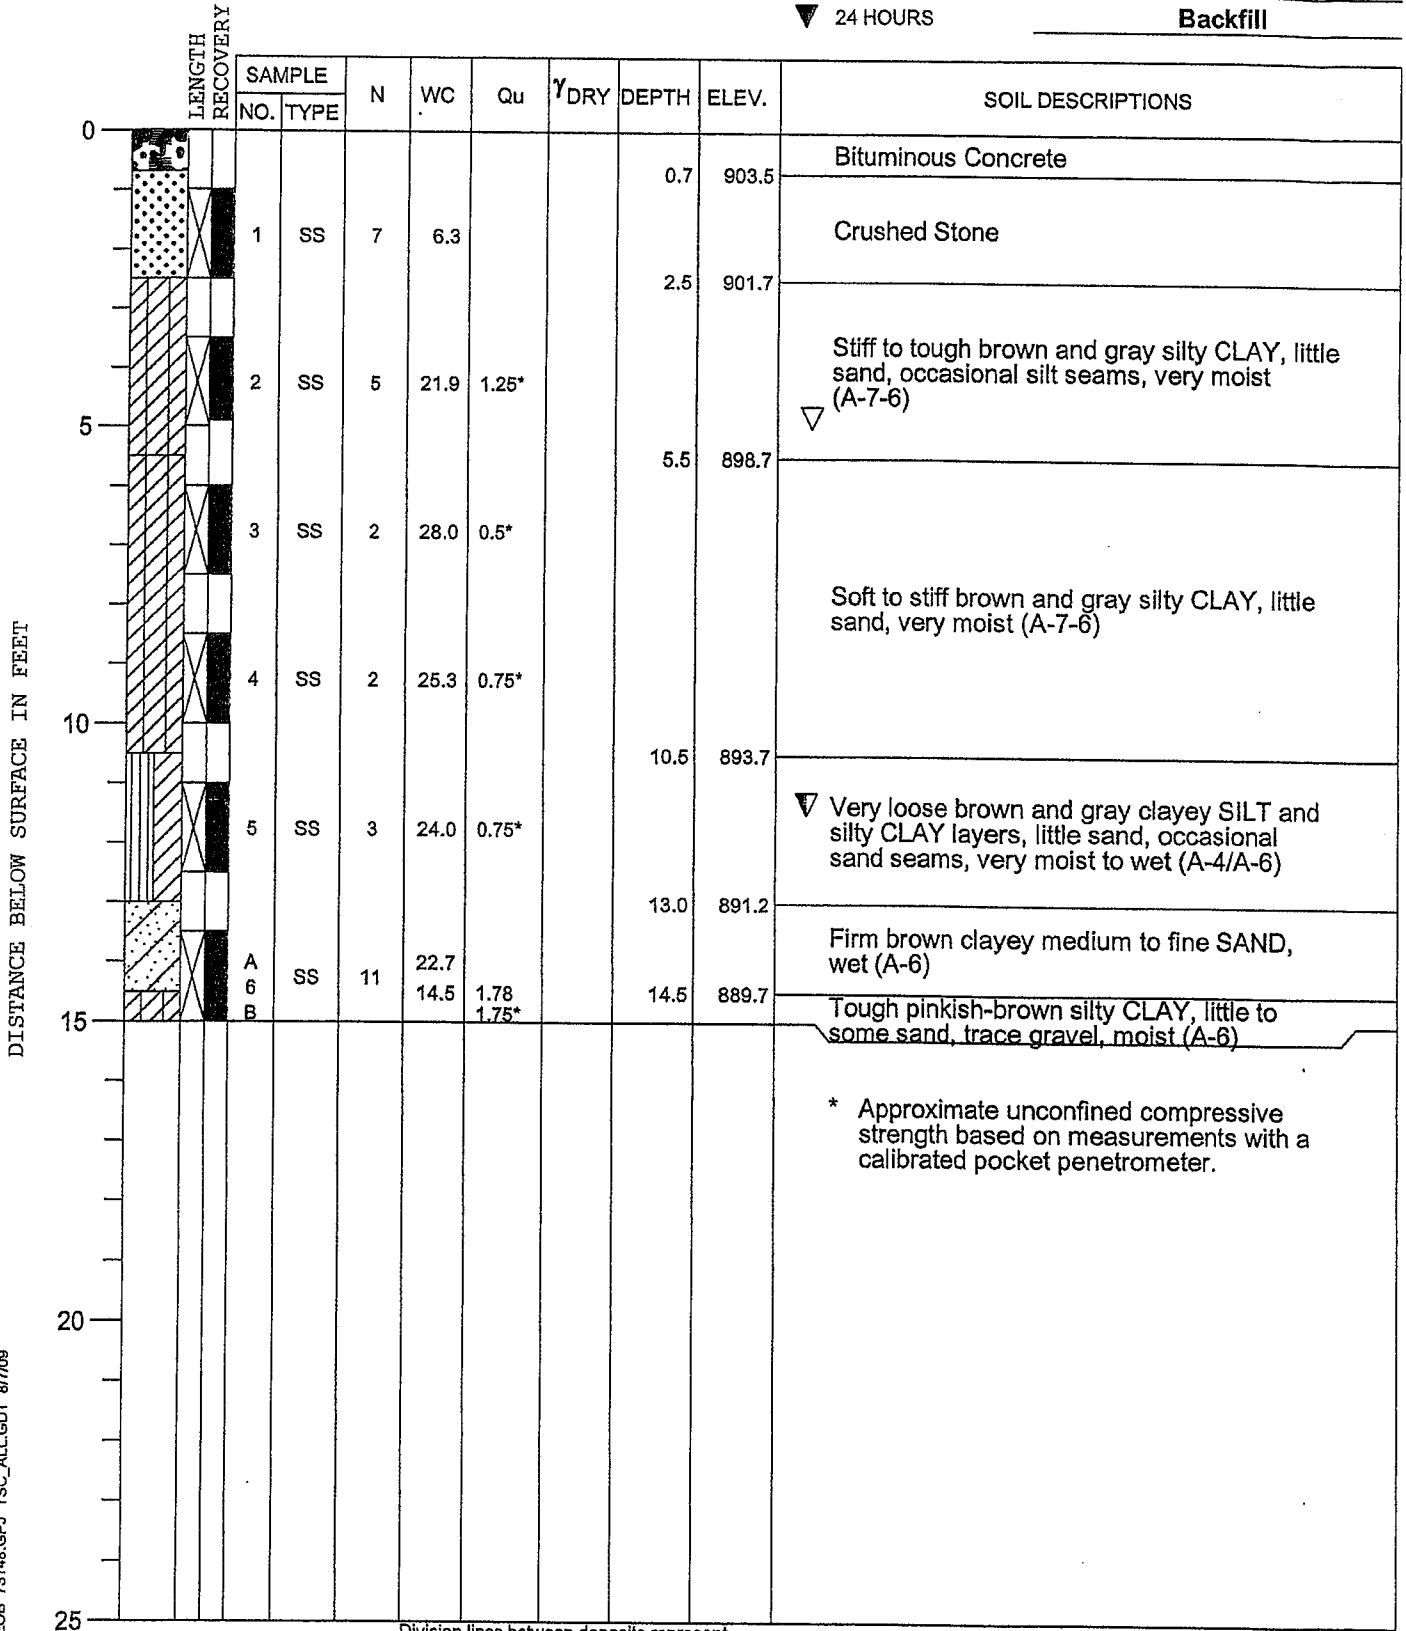 ▼ 24 HOURS Backfill
LENGTH
RECOVERY
SAMPLE
NO. TYPE N WC Qu γDRY DEPTH ELEV. SOIL DESCRIPTIONS
0
Bituminous Concrete
0.7 903.5
1 SS 7 6.3 Crushed Stone
2.5 901.7
Stiff to tough brown and gray silty CLAY, little
2 SS 5 21.9 1.25* sand, occasional silt seams, very moist
(A-7-6)
5
5.5 898.7
3 SS 2 28.0 0.5*
Soft to stiff brown and gray silty CLAY, little
sand, very moist (A-7-6)
4 SS 2 25.3 0.75*
10
10.5 893.7
Very loose brown and gray clayey SILT and
5 SS 3 24.0 0.75* silty CLAY layers, little sand, occasional
sand seams, very moist to wet (A-4/A-6)
13.0 891.2
Firm brown clayey medium to fine SAND,
wet (A-6)
A 22.7
6 SS 11 14.5 1.78 14.5 889.7
B 1.75*
Tough pinkish-brown silty CLAY, little to
15
some sand, trace gravel, moist (A-6)
* Approximate unconfined compressive
strength based on measurements with a
calibrated pocket penetrometer.
20
25
DISTANCE BELOW SURFACE IN FEET
Division lines between deposits represent